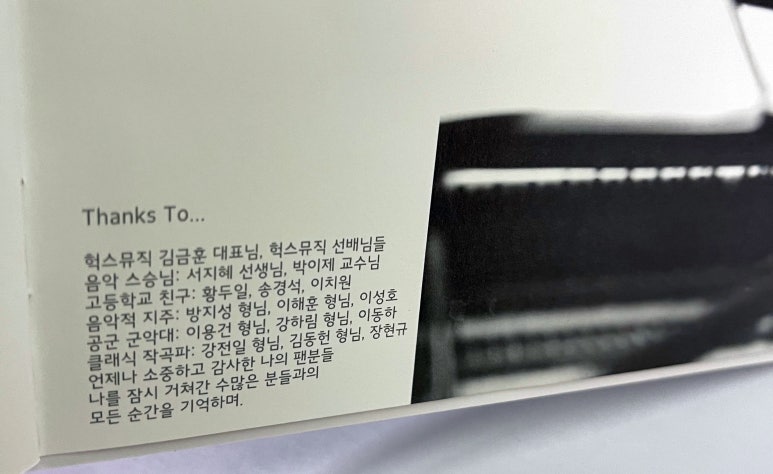 Thanks To...
헉스뮤직 김금훈 대표님, 헉스뮤직 선배님들
음악 스승님: 서지혜 선생님, 박이제 교수님
고등학교 친구: 황두일, 송경석, 이치원
음악적 지주: 방지성 형님, 이해훈 형님, 이성호
공군 군악대: 이용건 형님, 강하림 형님, 이동하
클래식 작곡파: 강전일 형님, 김동헌 형님, 장현규
언제나 소중하고 감사한 나의 팬분들
나를 잠시 거쳐간 수많은 분들과의
모든 순간을 기억하며.